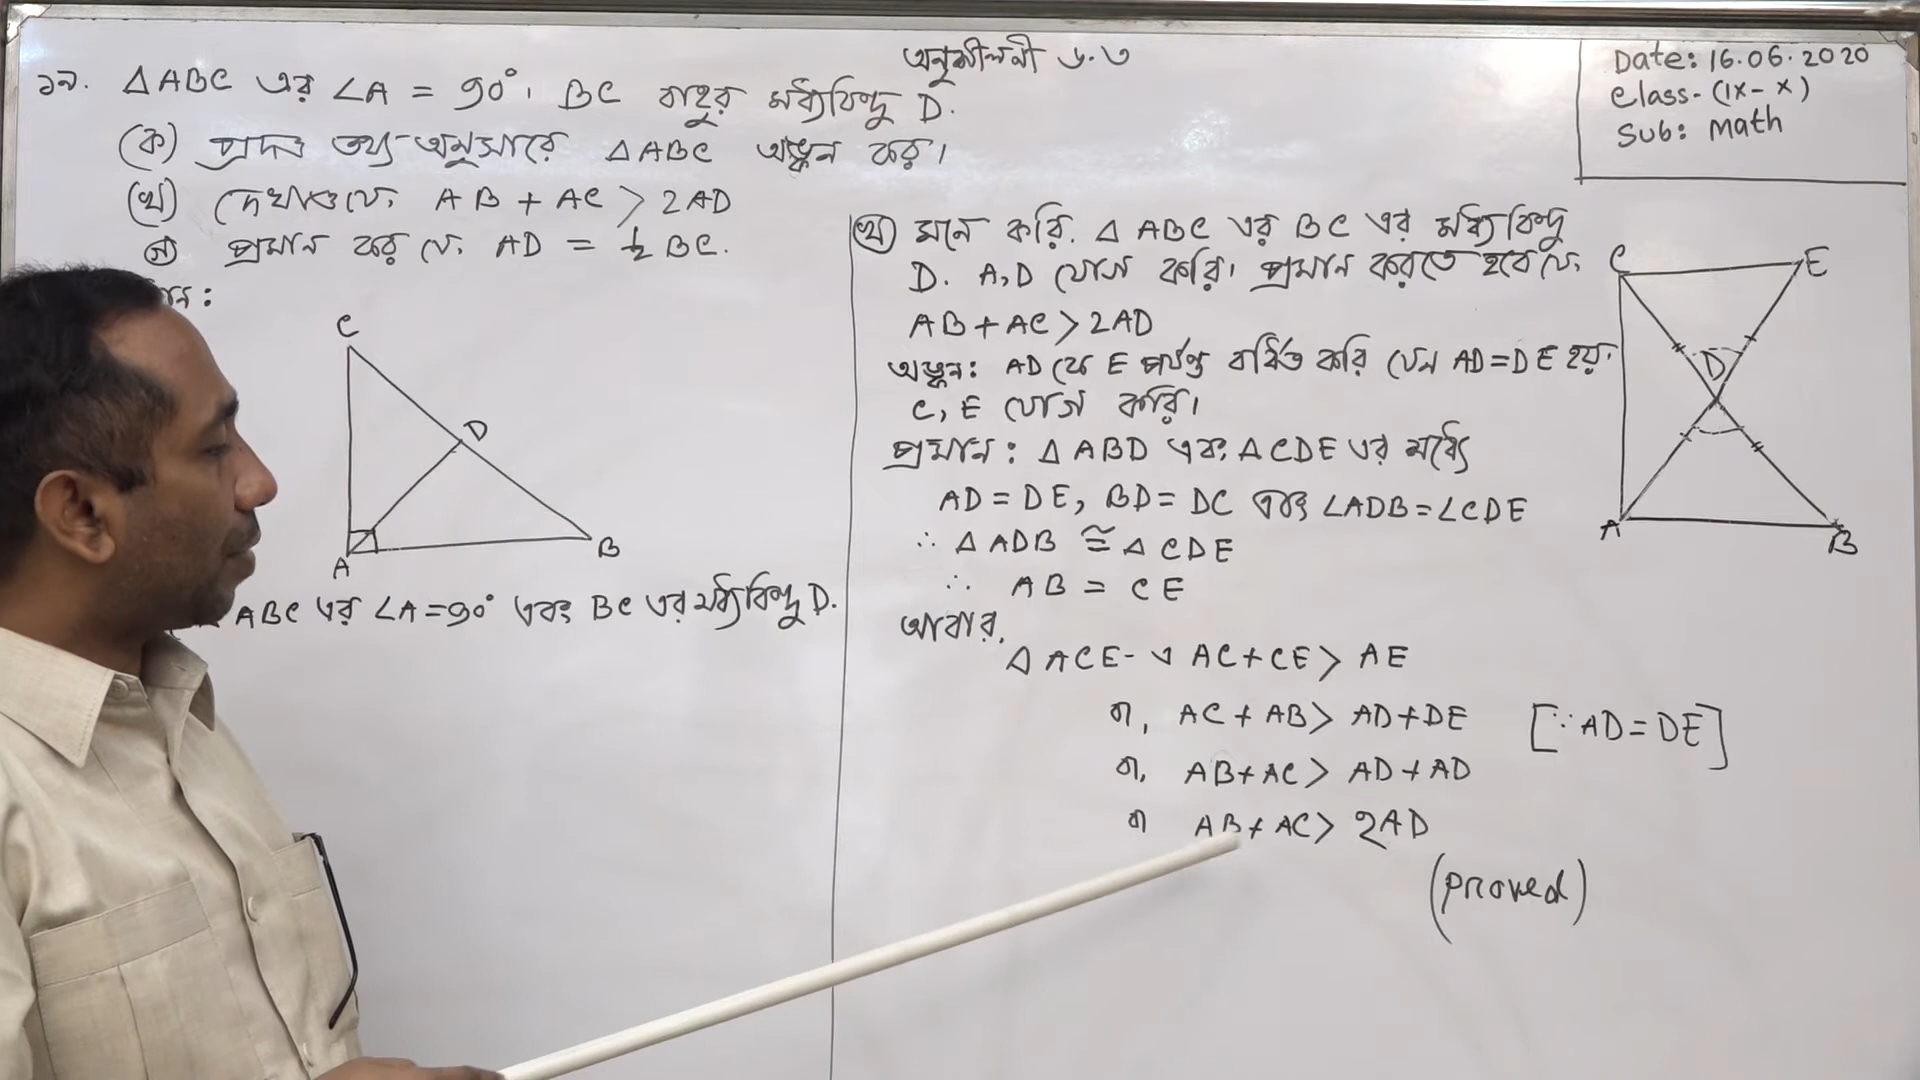 অনুশীলনী ৬.৩
Date: 16.06.2020
Class- (IX- X)
Sub: Math
১৯. △ABC এর ∠A = 90°। BC বাহুর মধ্যবিন্দু D.
(ক) প্রদত্ত তথ্য অনুসারে △ABC অঙ্কন কর।
(খ) দেখাও যে, AB + AC > 2AD
(গ) প্রমান কর যে, AD = ½ BC.
C
D
A
B
ABC এর ∠A=90° এবং BC এর মধ্যবিন্দু D.
(খ) মনে করি, △ ABC এর BC এর মধ্যবিন্দু
D. A,D যোগ করি। প্রমান করতে হবে যে,
AB + AC > 2AD
অঙ্কন: AD কে E পর্যন্ত বর্ধিত করি যেন AD=DE হয়।
C, E যোগ করি।
প্রমান: △ ABD এবং △CDE এর মধ্যে
AD = DE, BD = DC এবং ∠ADB = ∠CDE
∴ △ ADB ≅ △ CDE
∴ AB = CE
আবার,
△ ACE- এ AC+CE > AE
বা, AC + AB > AD+DE [∵ AD = DE]
বা, AB+AC > AD + AD
বা AB + AC > 2AD
(proved)
C
E
D
A
B